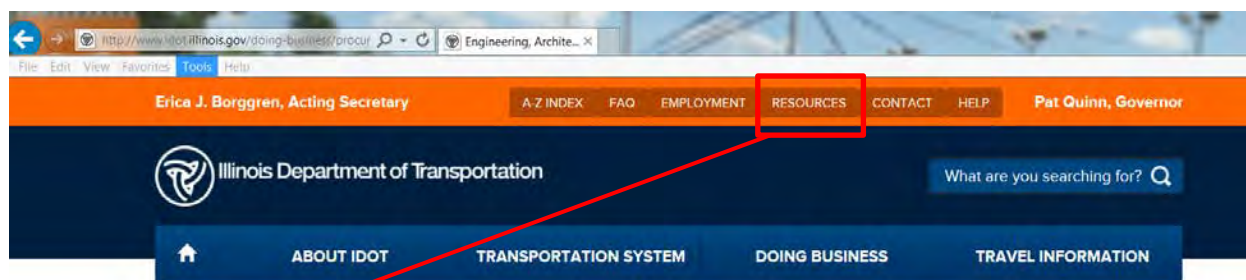 http://www.idot.illinois.gov/doing-business/procur
Engineering, Archite...
File Edit View Favorites Tools Help
Erica J. Borggren, Acting Secretary A-Z INDEX FAQ EMPLOYMENT RESOURCES CONTACT HELP Pat Quinn, Governor
Illinois Department of Transportation What are you searching for?
ABOUT IDOT TRANSPORTATION SYSTEM DOING BUSINESS TRAVEL INFORMATION